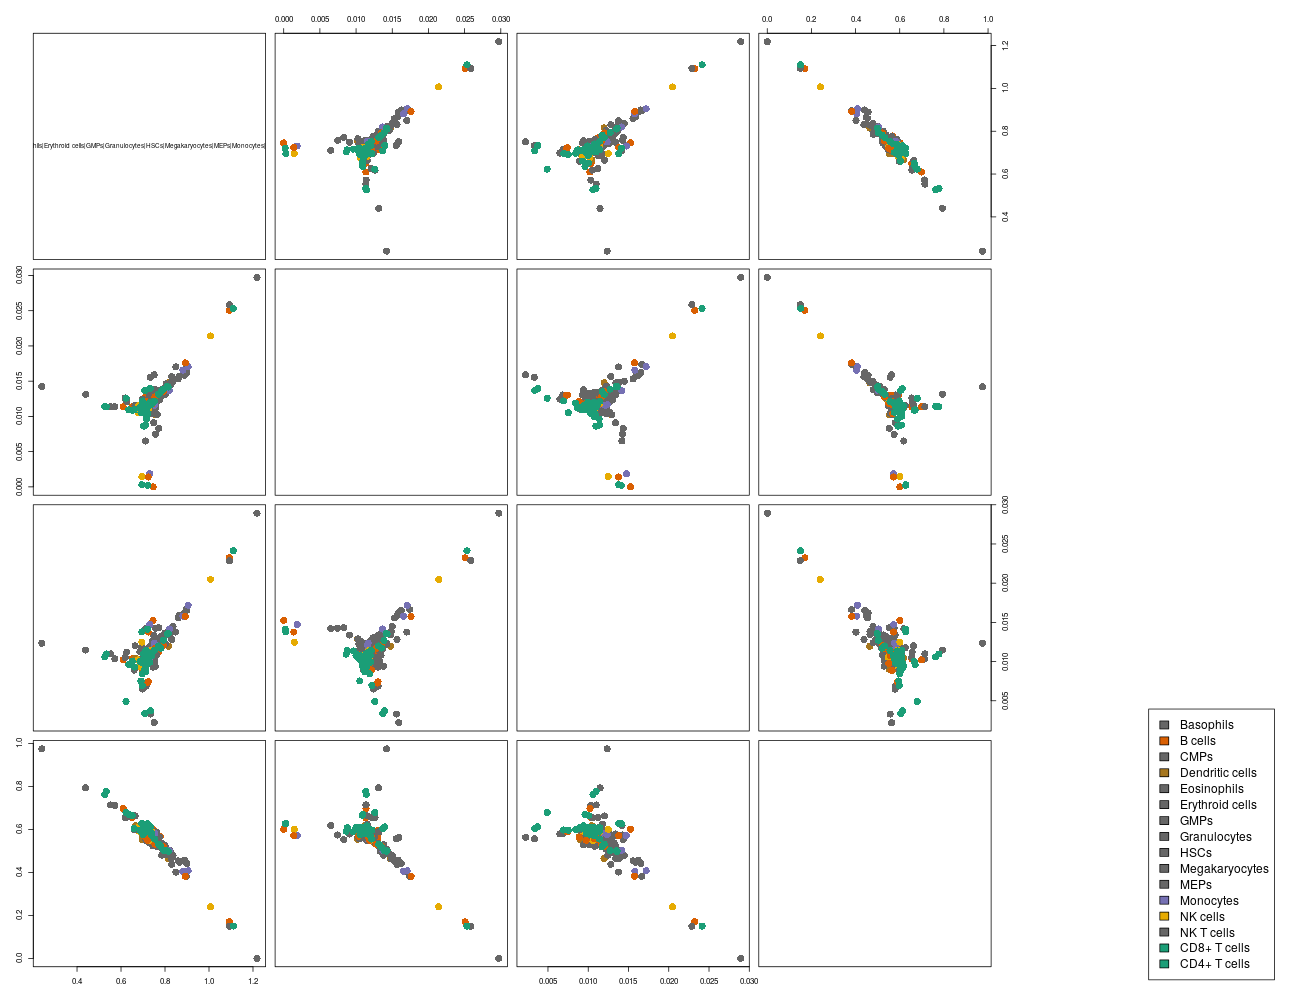 0.000 0.005 0.010 0.015 0.020 0.025 0.030
0.0 0.2 0.4 0.6 0.8 1.0
hils|Erythroid cells|GMPs|Granulocytes|HSCs|Megakaryocytes|MEPs|Monocytes|
0.4 0.6 0.8 1.0 1.2
0.000 0.005 0.010 0.015 0.020 0.025 0.030
0.005 0.010 0.015 0.020 0.025 0.030
0.0 0.2 0.4 0.6 0.8 1.0
0.4 0.6 0.8 1.0 1.2
0.005 0.010 0.015 0.020 0.025 0.030
Basophils
B cells
CMPs
Dendritic cells
Eosinophils
Erythroid cells
GMPs
Granulocytes
HSCs
Megakaryocytes
MEPs
Monocytes
NK cells
NK T cells
CD8+ T cells
CD4+ T cells